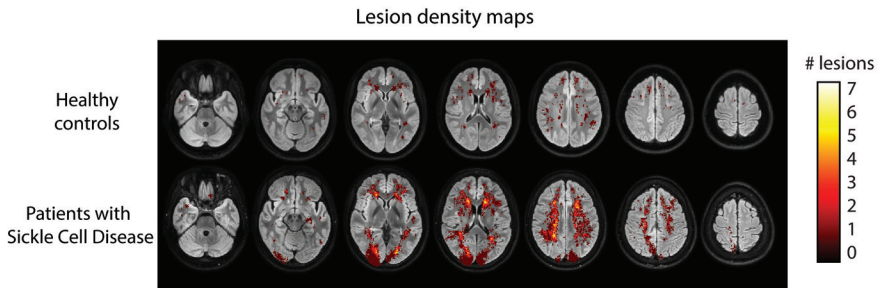 Lesion density maps
Healthy
controls
Patients with
Sickle Cell Disease
# lesions
7
6
5
4
3
2
1
0